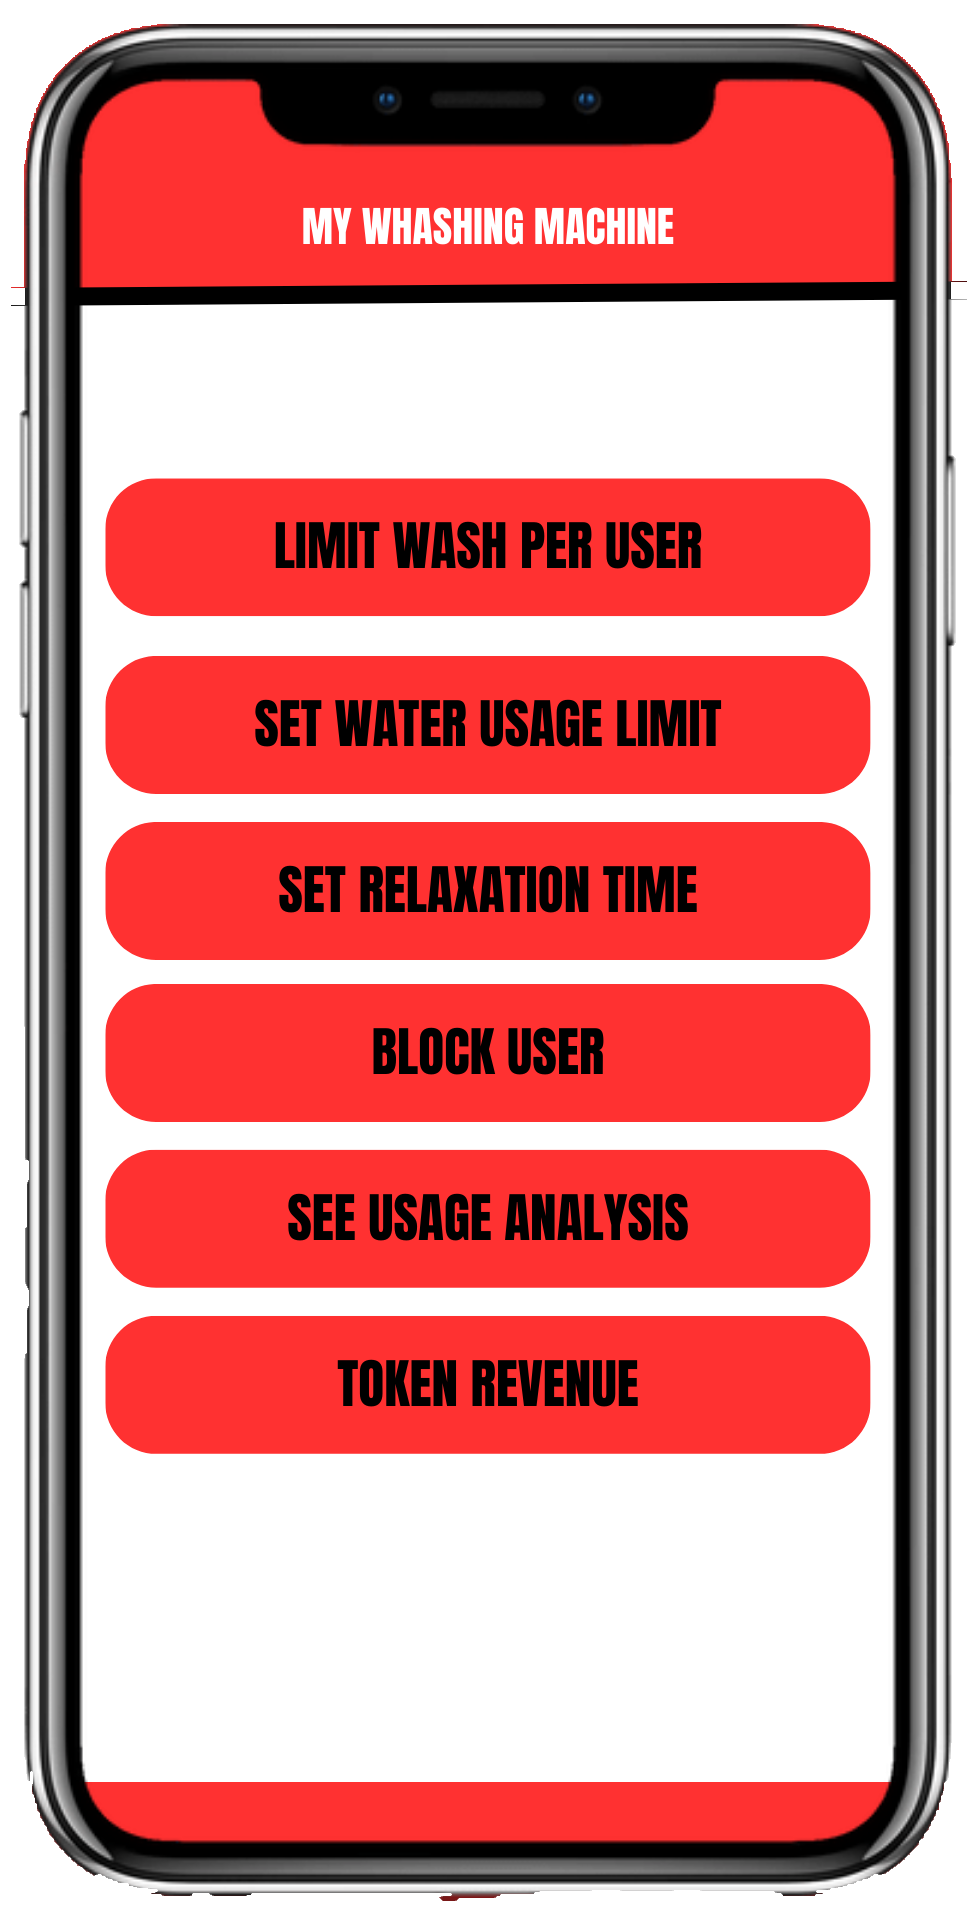 MY WHASHING MACHINE
LIMIT WASH PER USER
SET WATER USAGE LIMIT
SET RELAXATION TIME
BLOCK USER
SEE USAGE ANALYSIS
TOKEN REVENUE